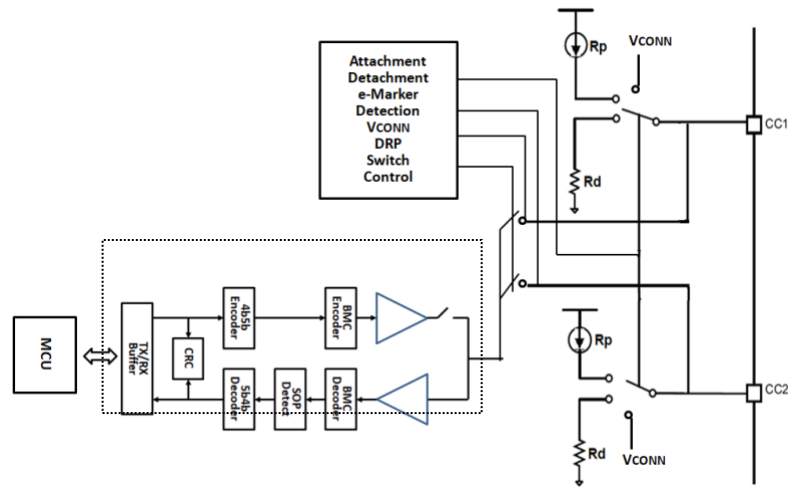 Attachment
Detachment
e-Marker
Detection
VCONN
DRP
Switch
Control
Rp
VCONN
CC1
Rd
MCU
TX/RX
Buffer
CRC
4b5b
Encoder
BMC
Encoder
5b4b
Decoder
SOP
Detect
BMC
Decoder
Rp
CC2
Rd
VCONN